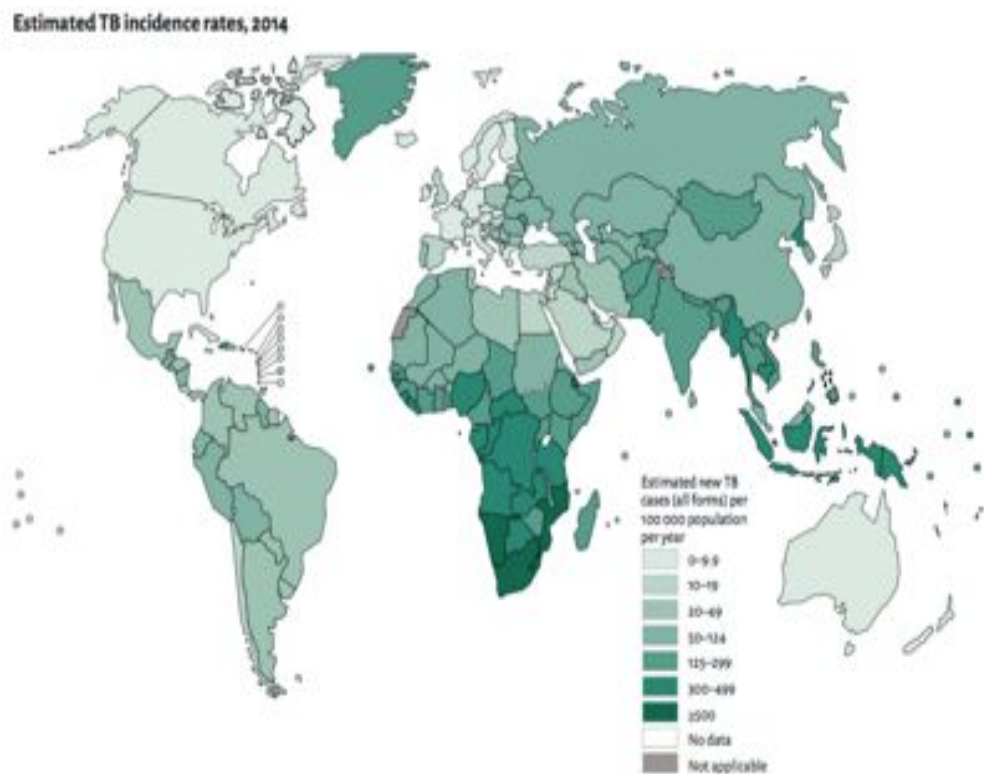 Estimated TB incidence rates, 2014
Estimated new TB
cases (all forms) per
100 000 population
per year
0–9.9
10–19
20–49
50–124
125–299
300–499
≥500
No data
Not applicable